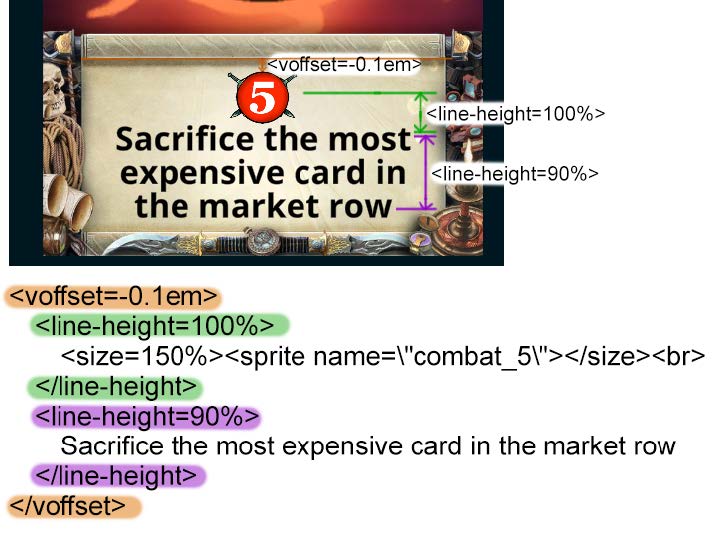 <voffset=-0.1em>
5
<line-height=100%>
Sacrifice the most
expensive card in
the market row
<line-height=90%>
<voffset=-0.1em>
<line-height=100%>
<size=150%><sprite name=\"combat_5\"></size><br>
</line-height>
<line-height=90%>
Sacrifice the most expensive card in the market row
</line-height>
</voffset>